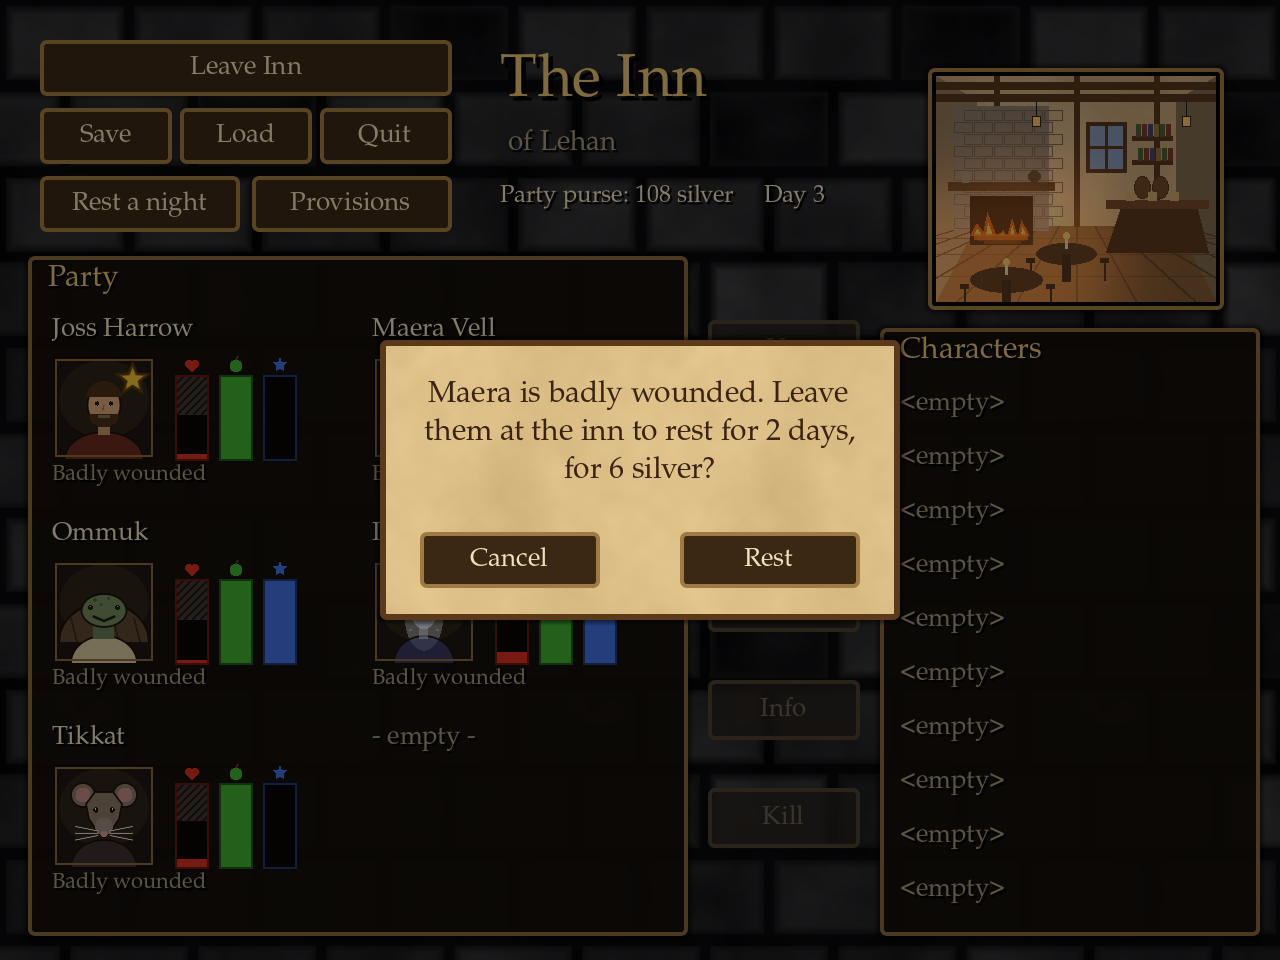 Leave Inn
Save
Load
Quit
Rest a night
Provisions
The Inn
of Lehan
Party purse: 108 silver
Day 3
Party
Joss Harrow
Maera Vell
Badly wounded
Ommuk
Badly wounded
Badly wounded
Tikkat
- empty -
Badly wounded
Maera is badly wounded. Leave
them at the inn to rest for 2 days,
for 6 silver?
Cancel
Rest
Info
Kill
Characters
<empty>
<empty>
<empty>
<empty>
<empty>
<empty>
<empty>
<empty>
<empty>
<empty>